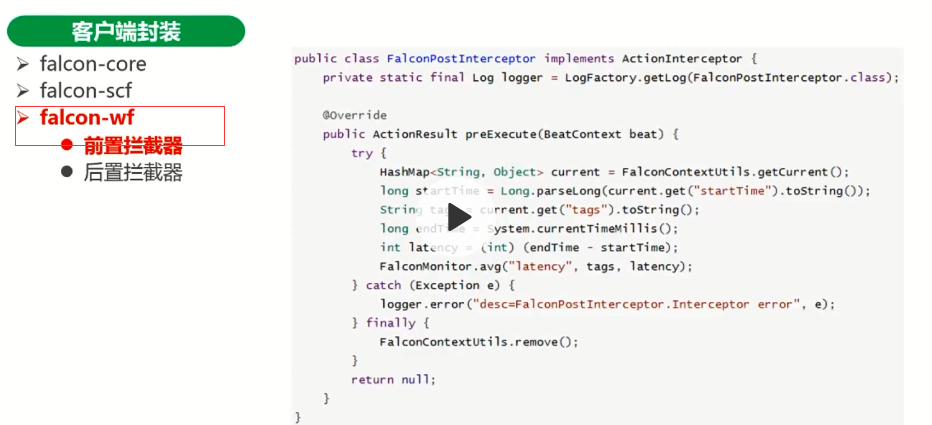 客户端封装
falcon-core
falcon-scf
falcon-wf
前置拦截器
后置拦截器
public class FalconPostInterceptor implements ActionInterceptor {
private static final Log logger = LogFactory.getLog(FalconPostInterceptor.class);
@Override
public ActionResult preExecute(BeatContext beat) {
try {
HashMap<String, Object> current = FalconContextUtils.getCurrent();
long startTime = Long.parseLong(current.get("startTime").toString());
String tags = current.get("tags").toString();
long endTime = System.currentTimeMillis();
int latency = (int) (endTime - startTime);
FalconMonitor.avg("latency", tags, latency);
} catch (Exception e) {
logger.error("desc=FalconPostInterceptor.Interceptor error", e);
} finally {
FalconContextUtils.remove();
}
return null;
}
}